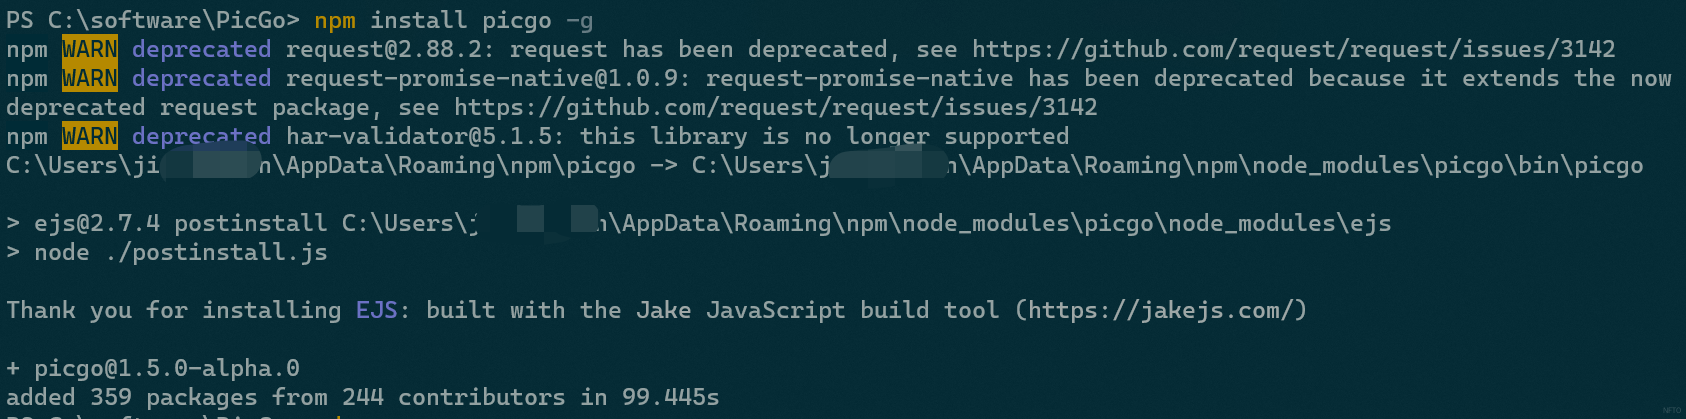 PS C:\software\PicGo> npm install picgo -g
npm WARN deprecated request@2.88.2: request has been deprecated, see https://github.com/request/request/issues/3142
npm WARN deprecated request-promise-native@1.0.9: request-promise-native has been deprecated because it extends the now
deprecated request package, see https://github.com/request/request/issues/3142
npm WARN deprecated har-validator@5.1.5: this library is no longer supported
C:\Users\ji n\AppData\Roaming\npm\picgo -> C:\Users\j n\AppData\Roaming\npm\node_modules\picgo\bin\picgo
> ejs@2.7.4 postinstall C:\Users\j n\AppData\Roaming\npm\node_modules\picgo\node_modules\ejs
> node ./postinstall.js
Thank you for installing EJS: built with the Jake JavaScript build tool (https://jakejs.com/)
+ picgo@1.5.0-alpha.0
added 359 packages from 244 contributors in 99.445s